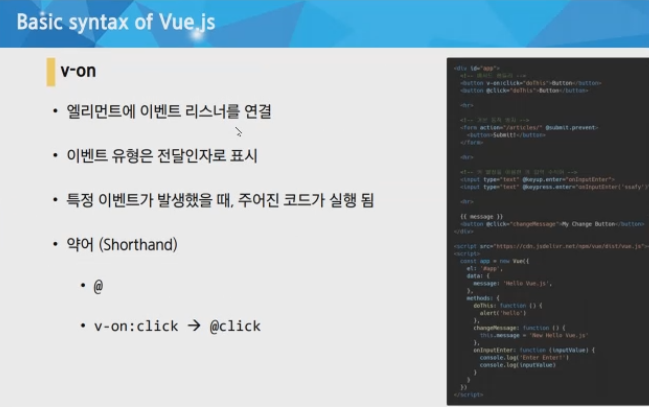 Basic syntax of Vue.js
v-on
• 엘리먼트에 이벤트 리스너를 연결
• 이벤트 유형은 전달인자로 표시
• 특정 이벤트가 발생했을 때, 주어진 코드가 실행 됨
• 약어 (Shorthand)
• @
• v-on:click → @click
<div id="app">
<button v-on:click="doThis">Button</button>
<button @click="doThis">Button</button>
<hr>
<form action="/articles/" @submit.prevent>
<button>Submit</button>
</form>
<hr>
<input type="text" @keyup.enter="onInputEnter">
<input type="text" @keypress.enter="onInputEnter('ssafy')"
<hr>
{{ message }}
<button @click="changeMessage">My Change Button</button>
</div>
<script src="https://cdn.jsdelivr.net/npm/vue/dist/vue.js">
<script>
const app = new Vue({
el: '#app',
data: {
message: 'Hello Vue.js',
},
methods: {
doThis: function () {
alert('hello')
},
changeMessage: function () {
this.message = 'New Hello Vue.js'
},
onInputEnter: function (inputValue) {
console.log('Enter Enter!')
console.log(inputValue)
}
}
})
</script>